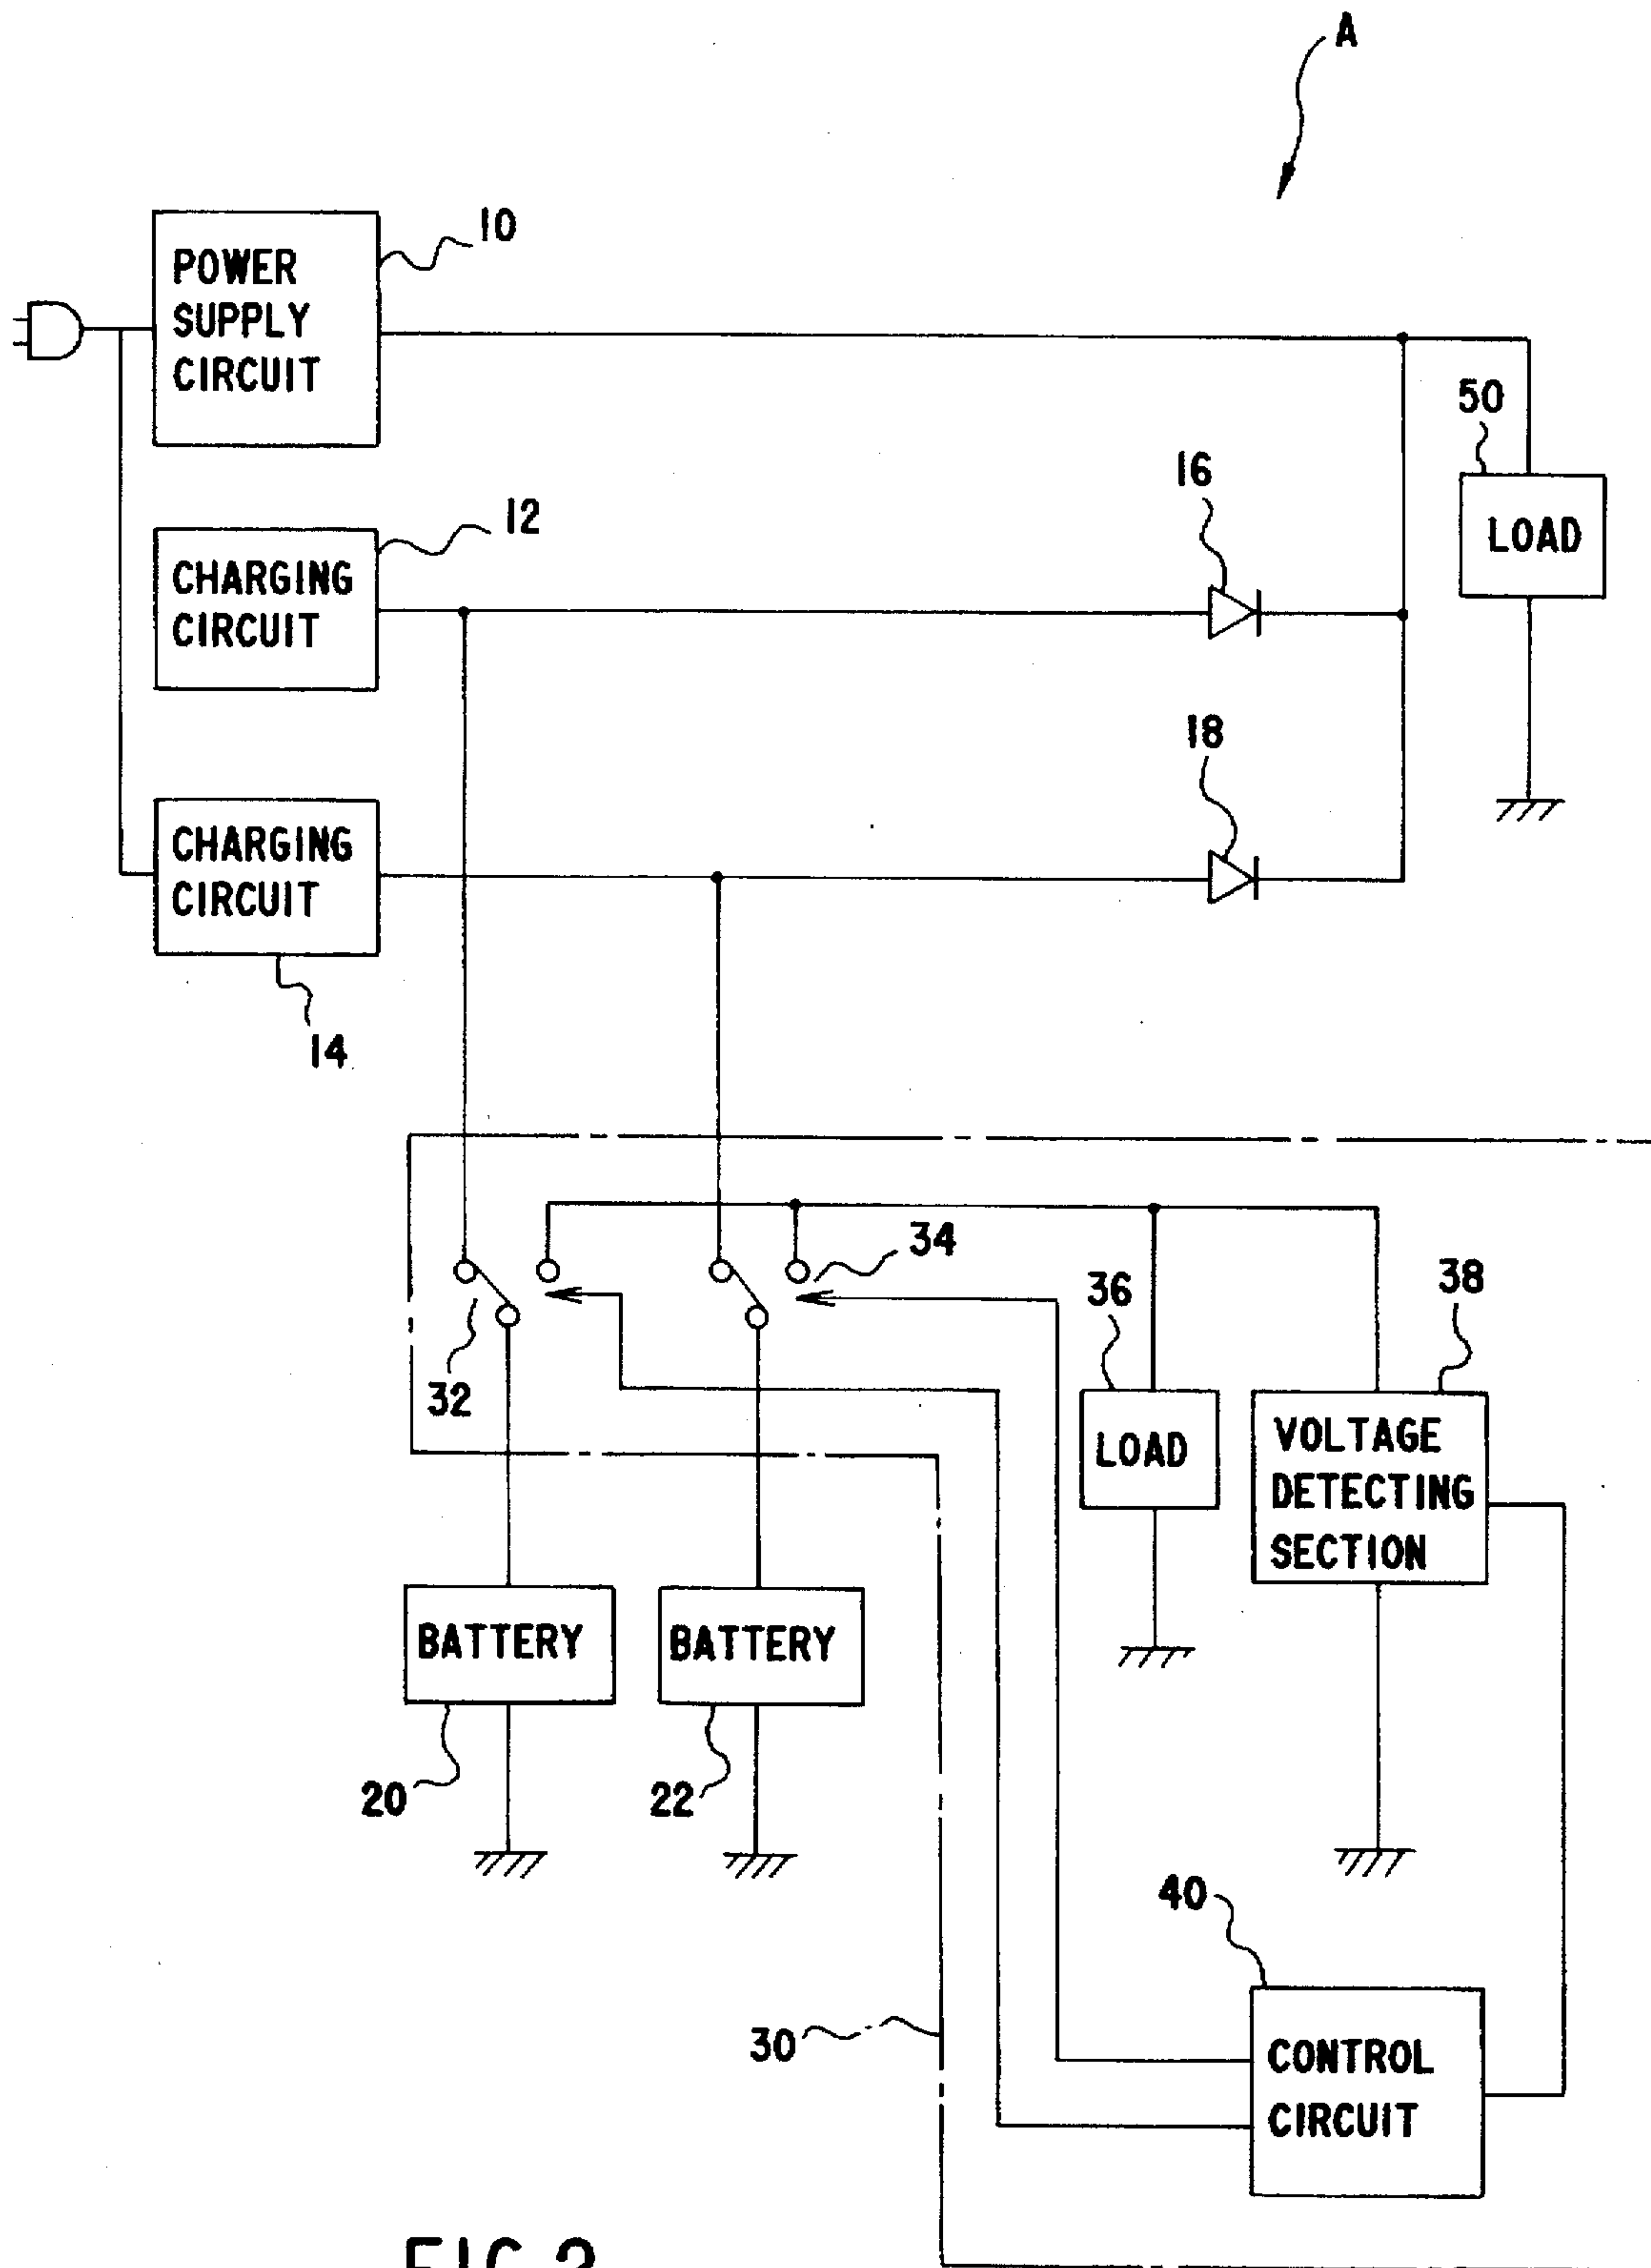 A
10
POWER
SUPPLY
CIRCUIT
50
LOAD
16
12
CHARGING
CIRCUIT
18
CHARGING
CIRCUIT
14
34
36
38
32
LOAD
VOLTAGE
DETECTING
SECTION
BATTERY
BATTERY
20
22
40
30
CONTROL
CIRCUIT